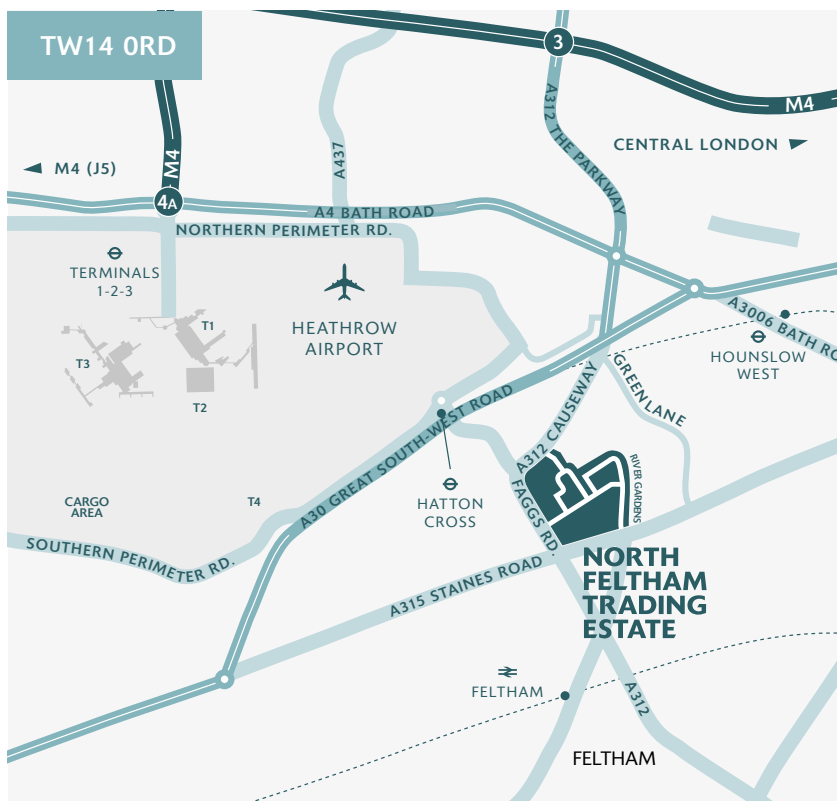 TW14 0RD
3
M4
A312 THE PARKWAY
A437
M4
CENTRAL LONDON
M4 (J5)
4A
A4 BATH ROAD
NORTHERN PERIMETER RD.
TERMINALS
1-2-3
HEATHROW
AIRPORT
A3006 BATH RO
HOUNSLOW
WEST
T1
T3
T2
GREEN LANE
A312 CAUSEWAY
A30 GREAT SOUTH-WEST ROAD
RIVER GARDENS
FAGGS RD.
HATTON
CROSS
CARGO
AREA
T4
SOUTHERN PERIMETER RD.
NORTH
FELTHAM
TRADING
ESTATE
A315 STAINES ROAD
FELTHAM
A312
FELTHAM